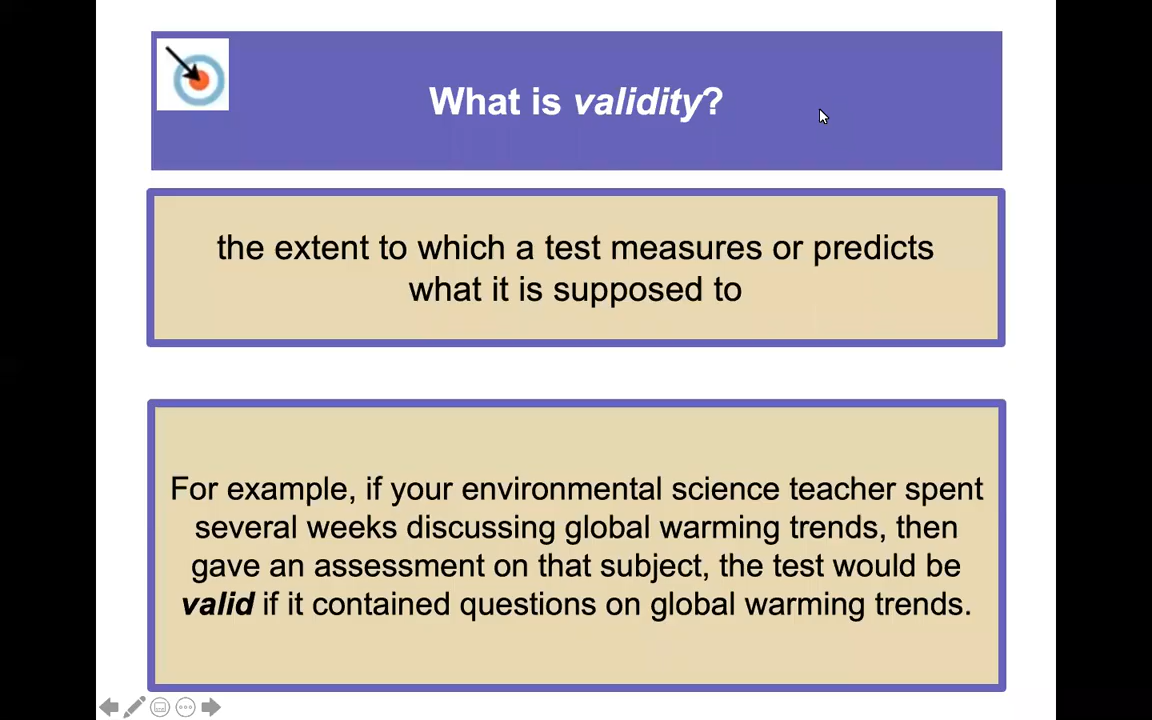 What is validity?
the extent to which a test measures or predicts
what it is supposed to
For example, if your environmental science teacher spent
several weeks discussing global warming trends, then
gave an assessment on that subject, the test would be
valid if it contained questions on global warming trends.